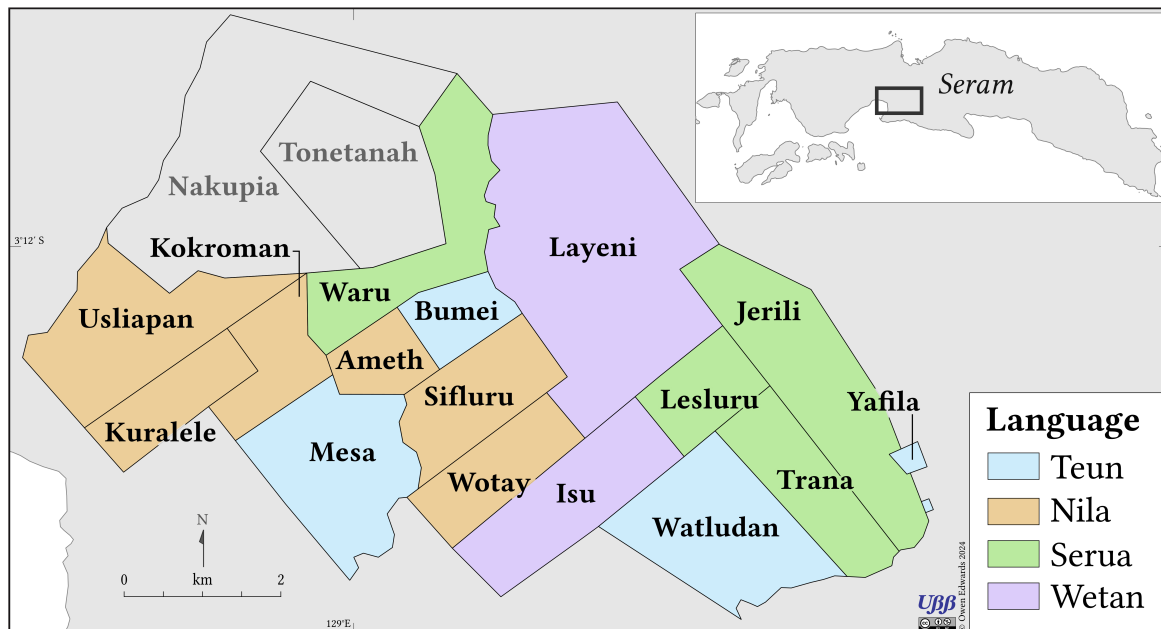 Seram
Tonetanah
Nakupia
3°12' S
Kokroman
Layeni
Waru
Bumei
Usliapan
Jerili
Ameth
Sifluru
Lesluru
Yafila
Kuralele
Mesa
Wotay
Isu
Trana
Watludan
Language
Teun
Nila
Serua
Wetan
N
0 km 2
129°E
Uββ
© Owen Edwards 2024